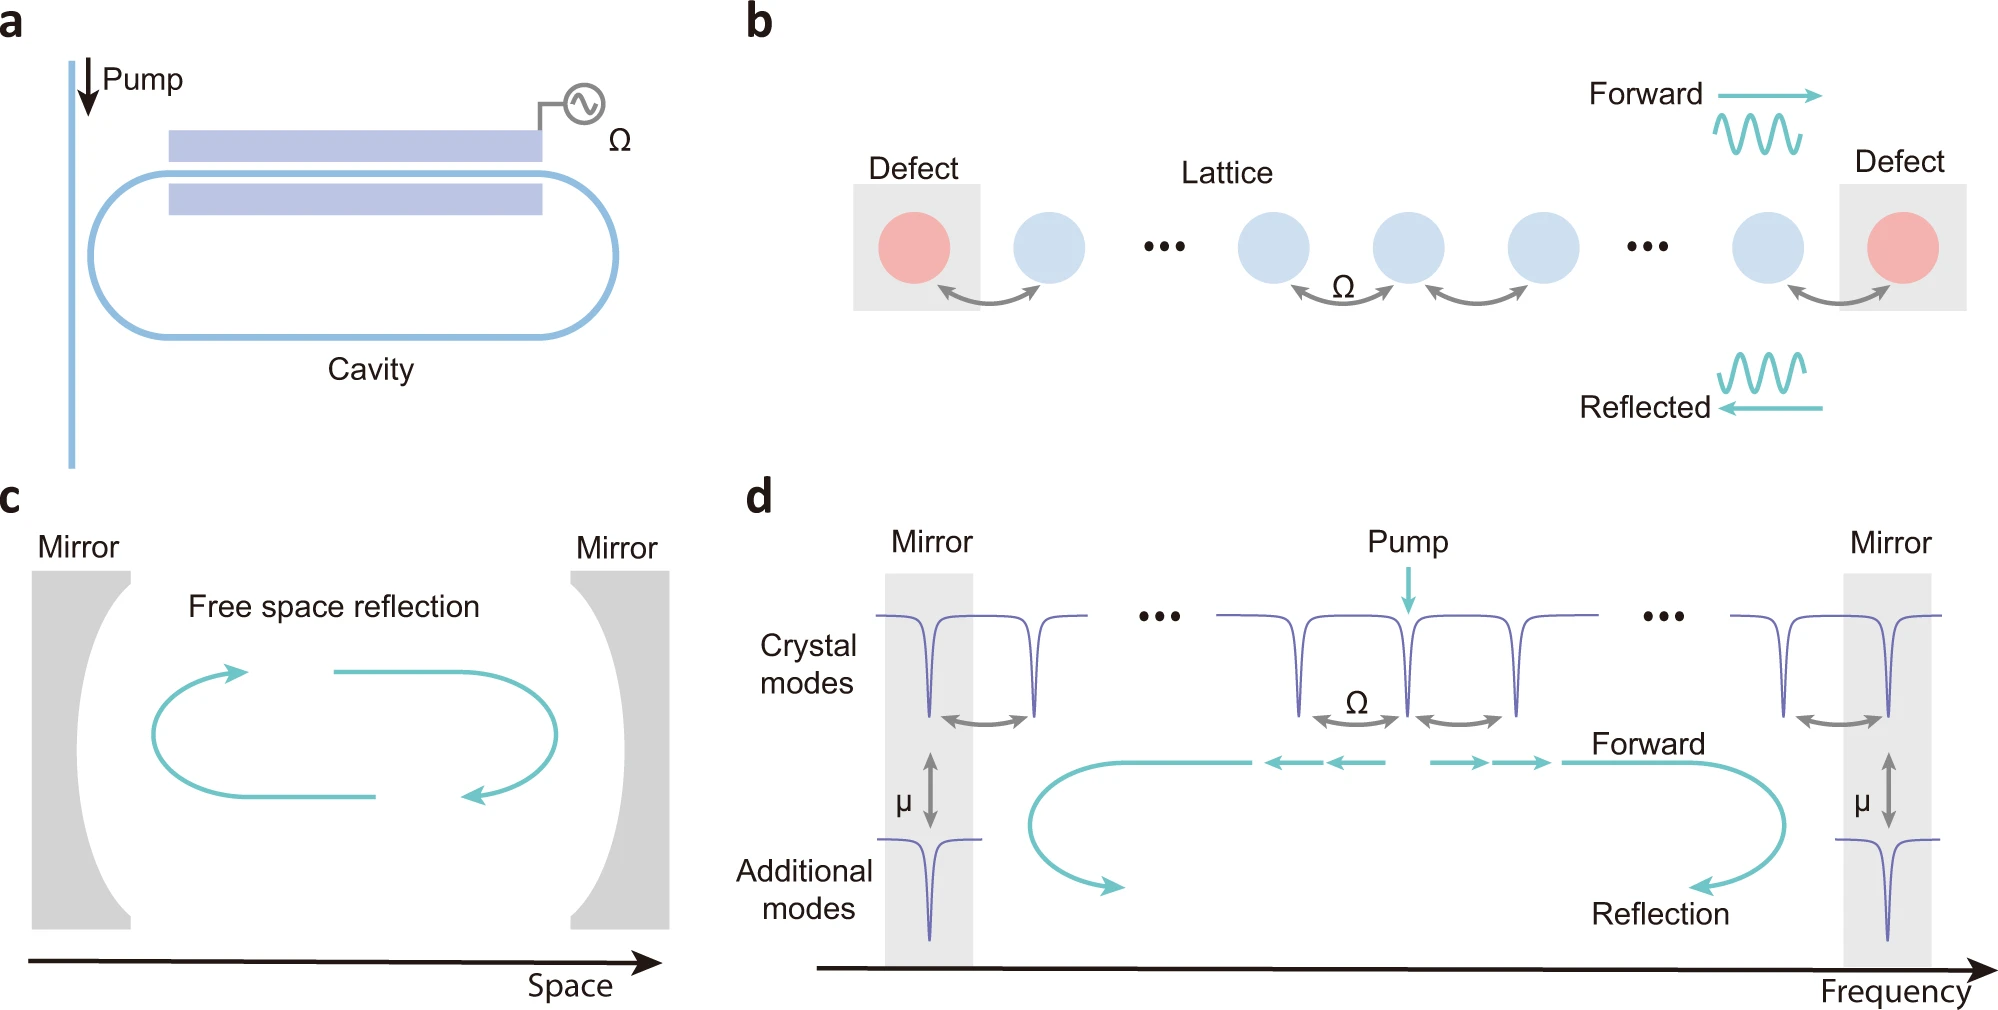 a
Pump
Ω
Cavity
b
Forward
Defect
Lattice
Defect
Ω
Reflected
c
Mirror
Mirror
Free space reflection
Space
d
Mirror
Pump
Mirror
Crystal
modes
Ω
Forward
μ
μ
Additional
modes
Reflection
Frequency